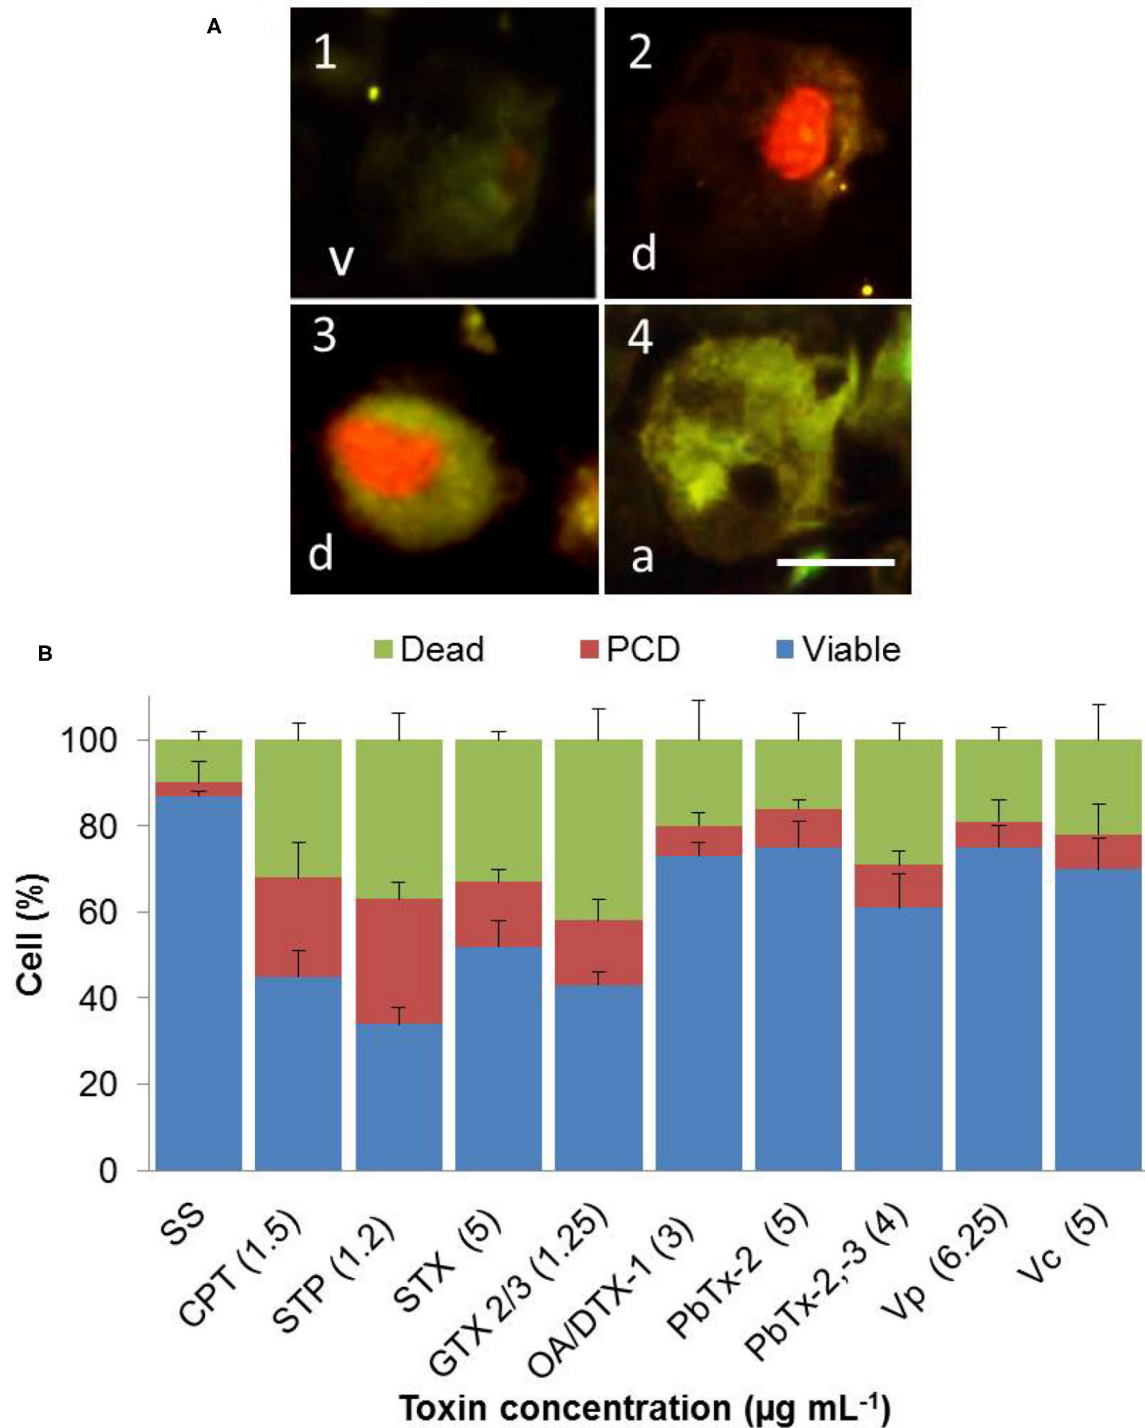 A
1
2
v
d
3
4
d
a
B
Dead PCD Viable
100
80
60
40
20
0
Cell (%)
SS
CPT (1.5)
STP (1.2)
STX (5)
GTX 2/3 (1.25)
OA/DTX-1 (3)
PbTx-2 (5)
PbTx-2,-3 (4)
Vp (6.25)
Vc (5)
Toxin concentration (µg mL⁻¹)